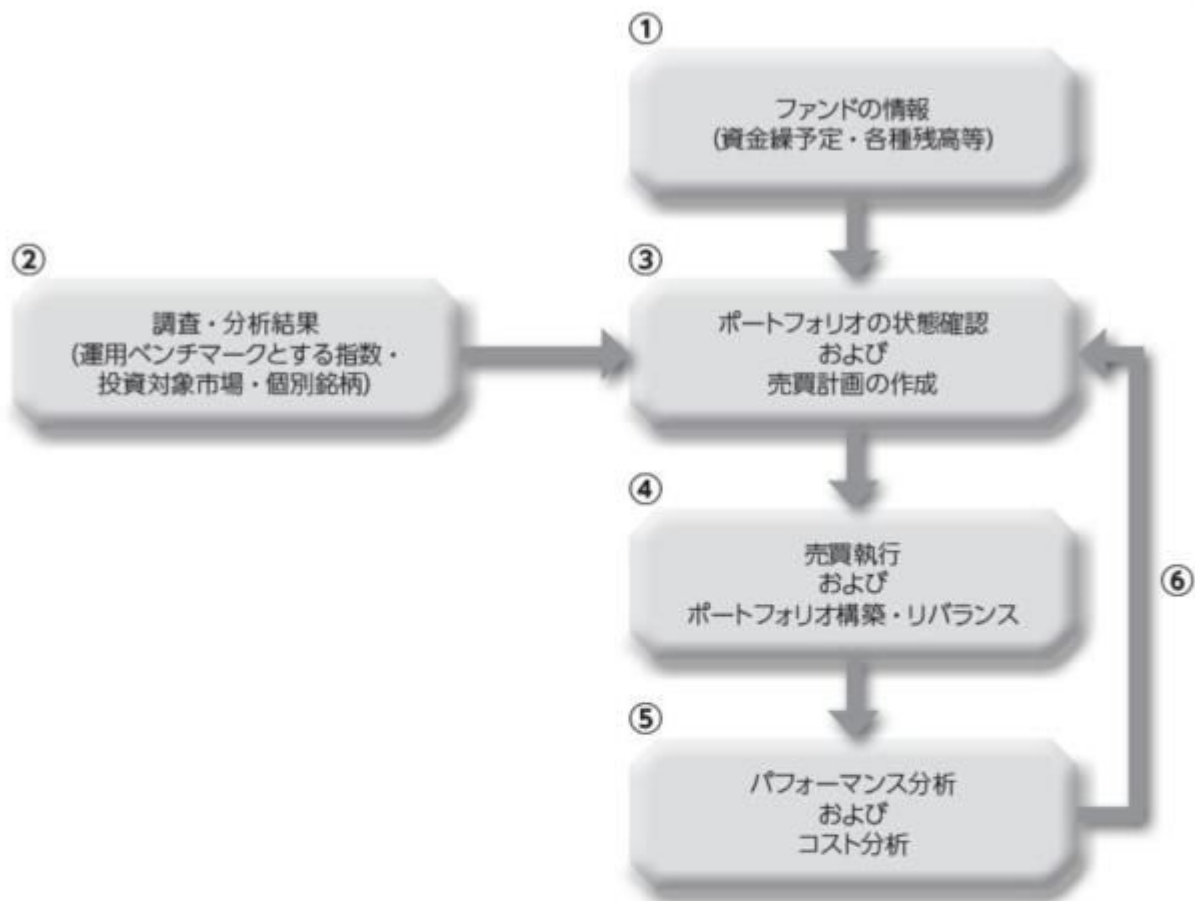 ①
ファンドの情報
(資金繰予定・各種残高等)
②
調査・分析結果
(運用ベンチマークとする指数・
投資対象市場・個別銘柄)
③
ポートフォリオの状態確認
および
売買計画の作成
④
売買執行
および
ポートフォリオ構築・リバランス
⑥
⑤
パフォーマンス分析
および
コスト分析